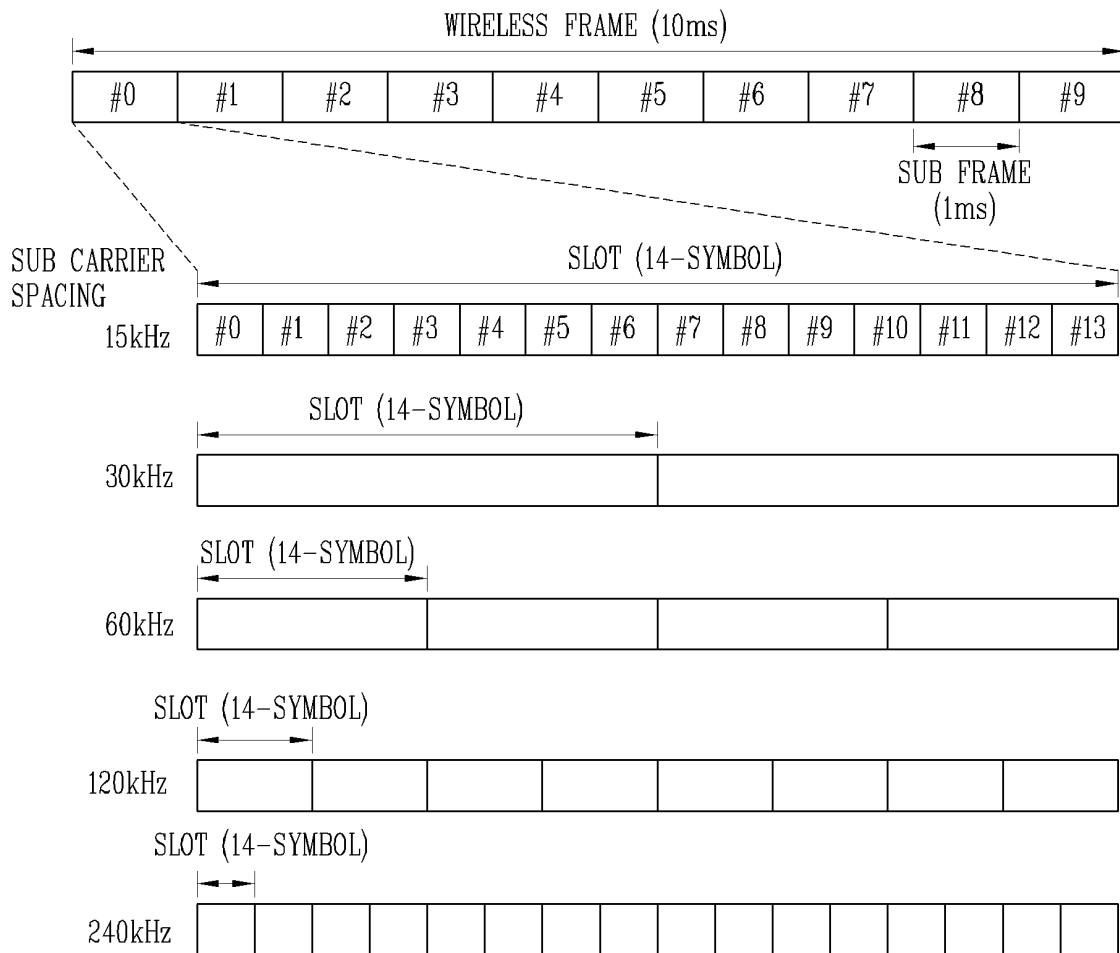 WIRELESS FRAME (10ms)
#0 #1 #2 #3 #4 #5 #6 #7 #8 #9
SUB FRAME
(1ms)
SUB CARRIER
SPACING
SLOT (14-SYMBOL)
15kHz
#0 #1 #2 #3 #4 #5 #6 #7 #8 #9 #10 #11 #12 #13
SLOT (14-SYMBOL)
30kHz
SLOT (14-SYMBOL)
60kHz
SLOT (14-SYMBOL)
120kHz
SLOT (14-SYMBOL)
240kHz